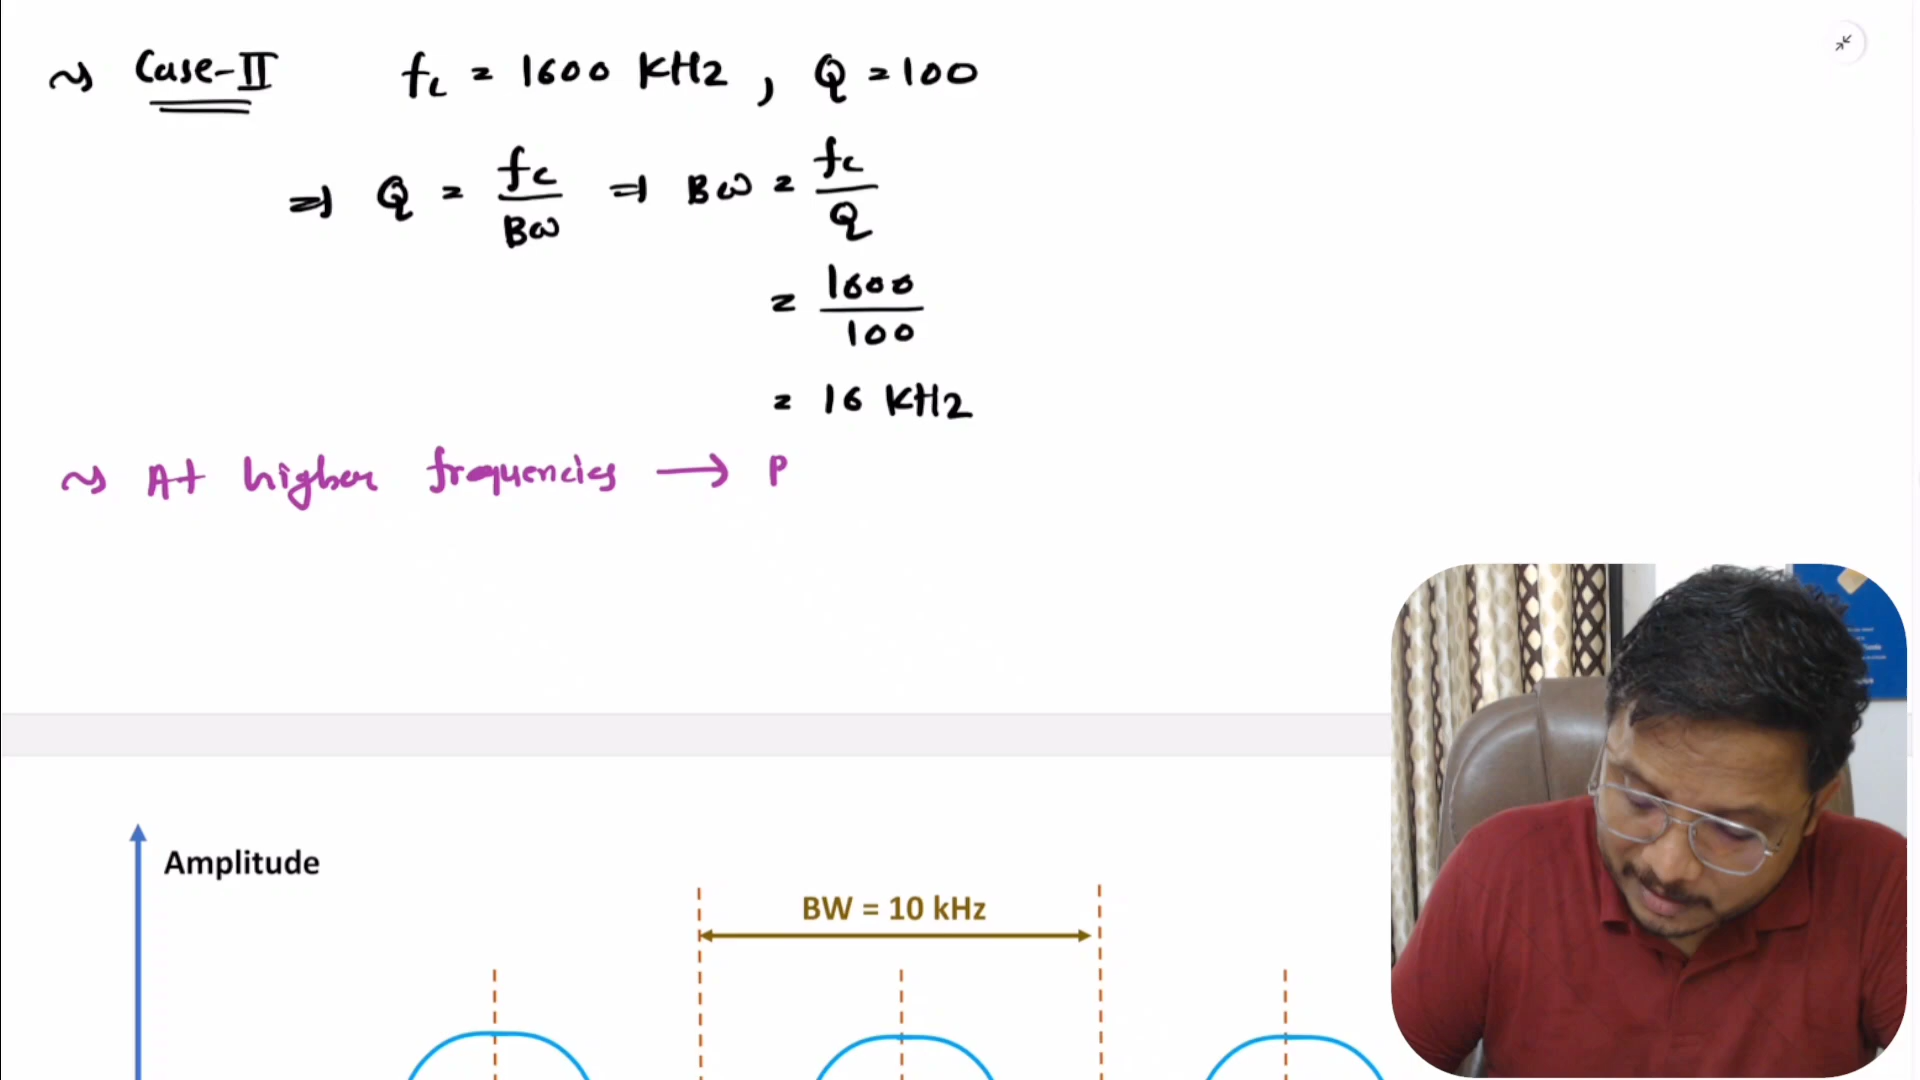 ~ Case-II fc = 1600 KHz , Q = 100
⇒ Q = fc / BW ⇒ BW = fc / Q
= 1600 / 100
= 16 KHz
~ At higher frequencies → P
Amplitude
BW = 10 kHz